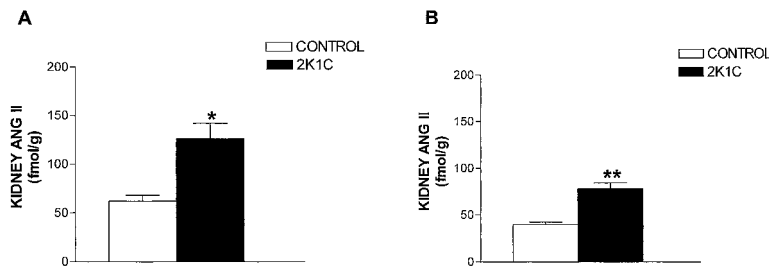 A
CONTROL
2K1C
KIDNEY ANG II
(fmol/g)
200
150
100
50
0
*
B
CONTROL
2K1C
KIDNEY ANG II
(fmol/g)
200
150
100
50
0
**